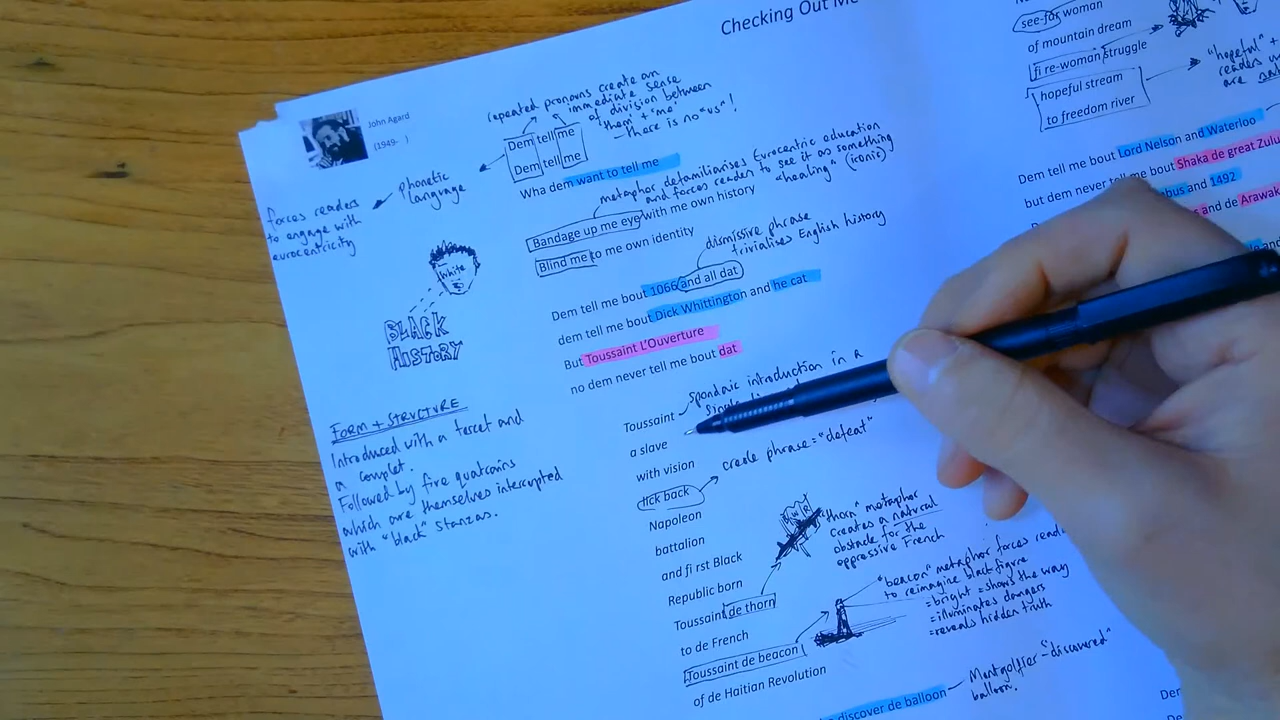 Checking Out Me
John Agard
(1949- )
repeated pronouns create an
immediate sense
of division between
"them" + "me"
- there is no "us"!
Dem tell me
Dem tell me
Wha dem want to tell me
phonetic
language
forces readers
to engage with
eurocentricity
metaphor defamiliarises Eurocentric education
and forces readers to see it as something
"healing" (iconic)
Bandage up me eye with me own history
Blind me to me own identity
dismissive phrase
trivialises English history
White
BLACK
HISTORY
Dem tell me bout 1066 and all dat
dem tell me bout Dick Whittington and he cat
But Toussaint L'Ouverture
no dem never tell me bout dat
FORM + STRUCTURE
Introduced with a tercet and
a couplet.
Followed by five quatrains
which are themselves interrupted
with "black" stanzas.
spondaic introduction in a
Toussaint
a slave
with vision
lick back
creole phrase = "defeat"
Napoleon
battalion
and fi rst Black
Republic born
Toussaint de thorn
to de French
Toussaint de beacon
of de Haitian Revolution
"thorn" metaphor
creates a natural
obstacle for the
oppressive French
"beacon" metaphor forces
to reimagine black figure
= bright = shows the way
= illuminates dangers
= reveals hidden truth
discover de balloon
Montgolfier - "discovered"
balloon.
see-far woman
of mountain dream
fi re-woman struggle
hopeful stream
to freedom river
"hopeful" +
readers
are
Dem tell me bout Lord Nelson and Waterloo
but dem never tell me bout Shaka de great Zulu
and 1492
and de Arawak